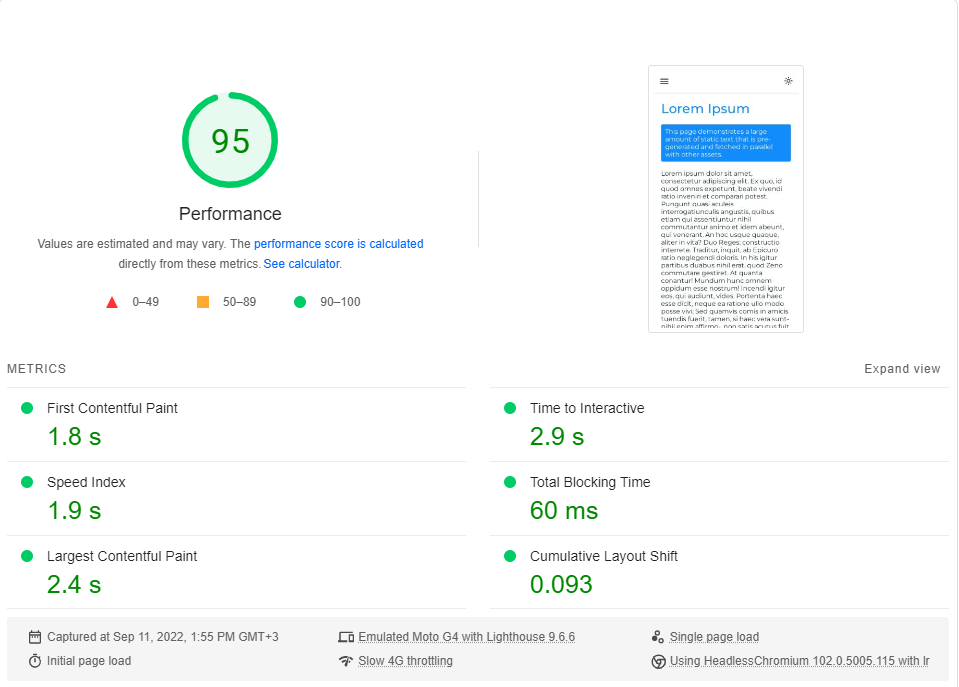 95
Performance
Values are estimated and may vary. The performance score is calculated
directly from these metrics. See calculator.
0–49
50–89
90–100
Lorem Ipsum
This page demonstrates a large
amount of static text that is pre-
generated and fetched in parallel
with other assets.
Lorem ipsum dolor sit amet,
consectetur adipiscing elit. Ex quo, id
quod omnes expetunt, beate vivendi
ratio inveniri et comparari potest.
Pungunt quasi aculeis
interrogatiunculis angustis, quibus
etiam qui assentiuntur nihil
commutantur animo et idem abeunt,
qui venerant. An hoc usque quaque,
aliter in vita? Duo Reges: constructio
interrete. Traditur, inquit, ab Epicuro
ratio neglegendi doloris. In his igitur
partibus duabus nihil erat, quod Zeno
commutare gestiret. At quanta
conantur! Mundum hunc omnem
oppidum esse nostrum! Incendi igitur
eos, qui audiunt, vides. Portenta haec
esse dicit, neque ea ratione ullo modo
posse vivi; Sed quamvis comis in amicis
tuendis fuerit, tamen, si haec vera sunt-
nihil enim affirmo- non satis acutus fuit
METRICS
Expand view
First Contentful Paint
1.8 s
Time to Interactive
2.9 s
Speed Index
1.9 s
Total Blocking Time
60 ms
Largest Contentful Paint
2.4 s
Cumulative Layout Shift
0.093
Captured at Sep 11, 2022, 1:55 PM GMT+3
Emulated Moto G4 with Lighthouse 9.6.6
Single page load
Initial page load
Slow 4G throttling
Using HeadlessChromium 102.0.5005.115 with lr